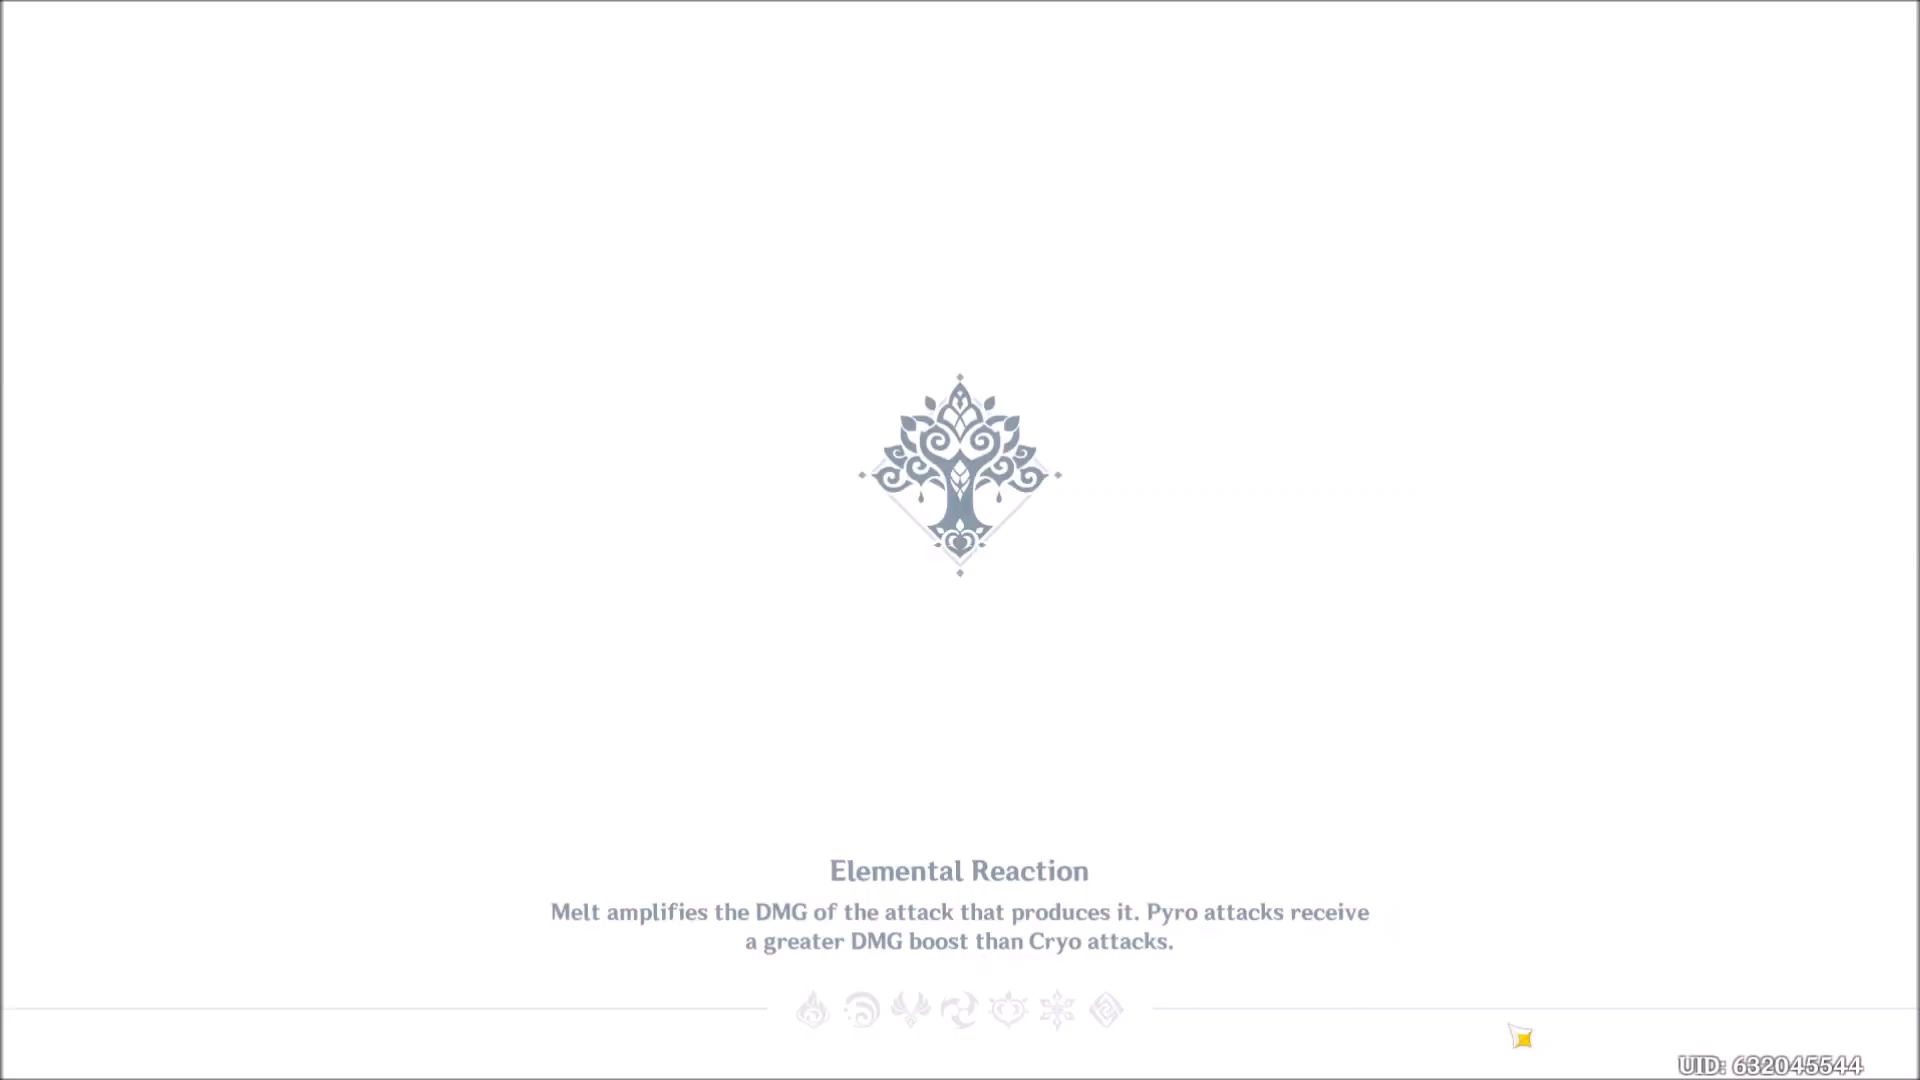 Elemental Reaction
Melt amplifies the DMG of the attack that produces it. Pyro attacks receive
a greater DMG boost than Cryo attacks.
UID: 632045544